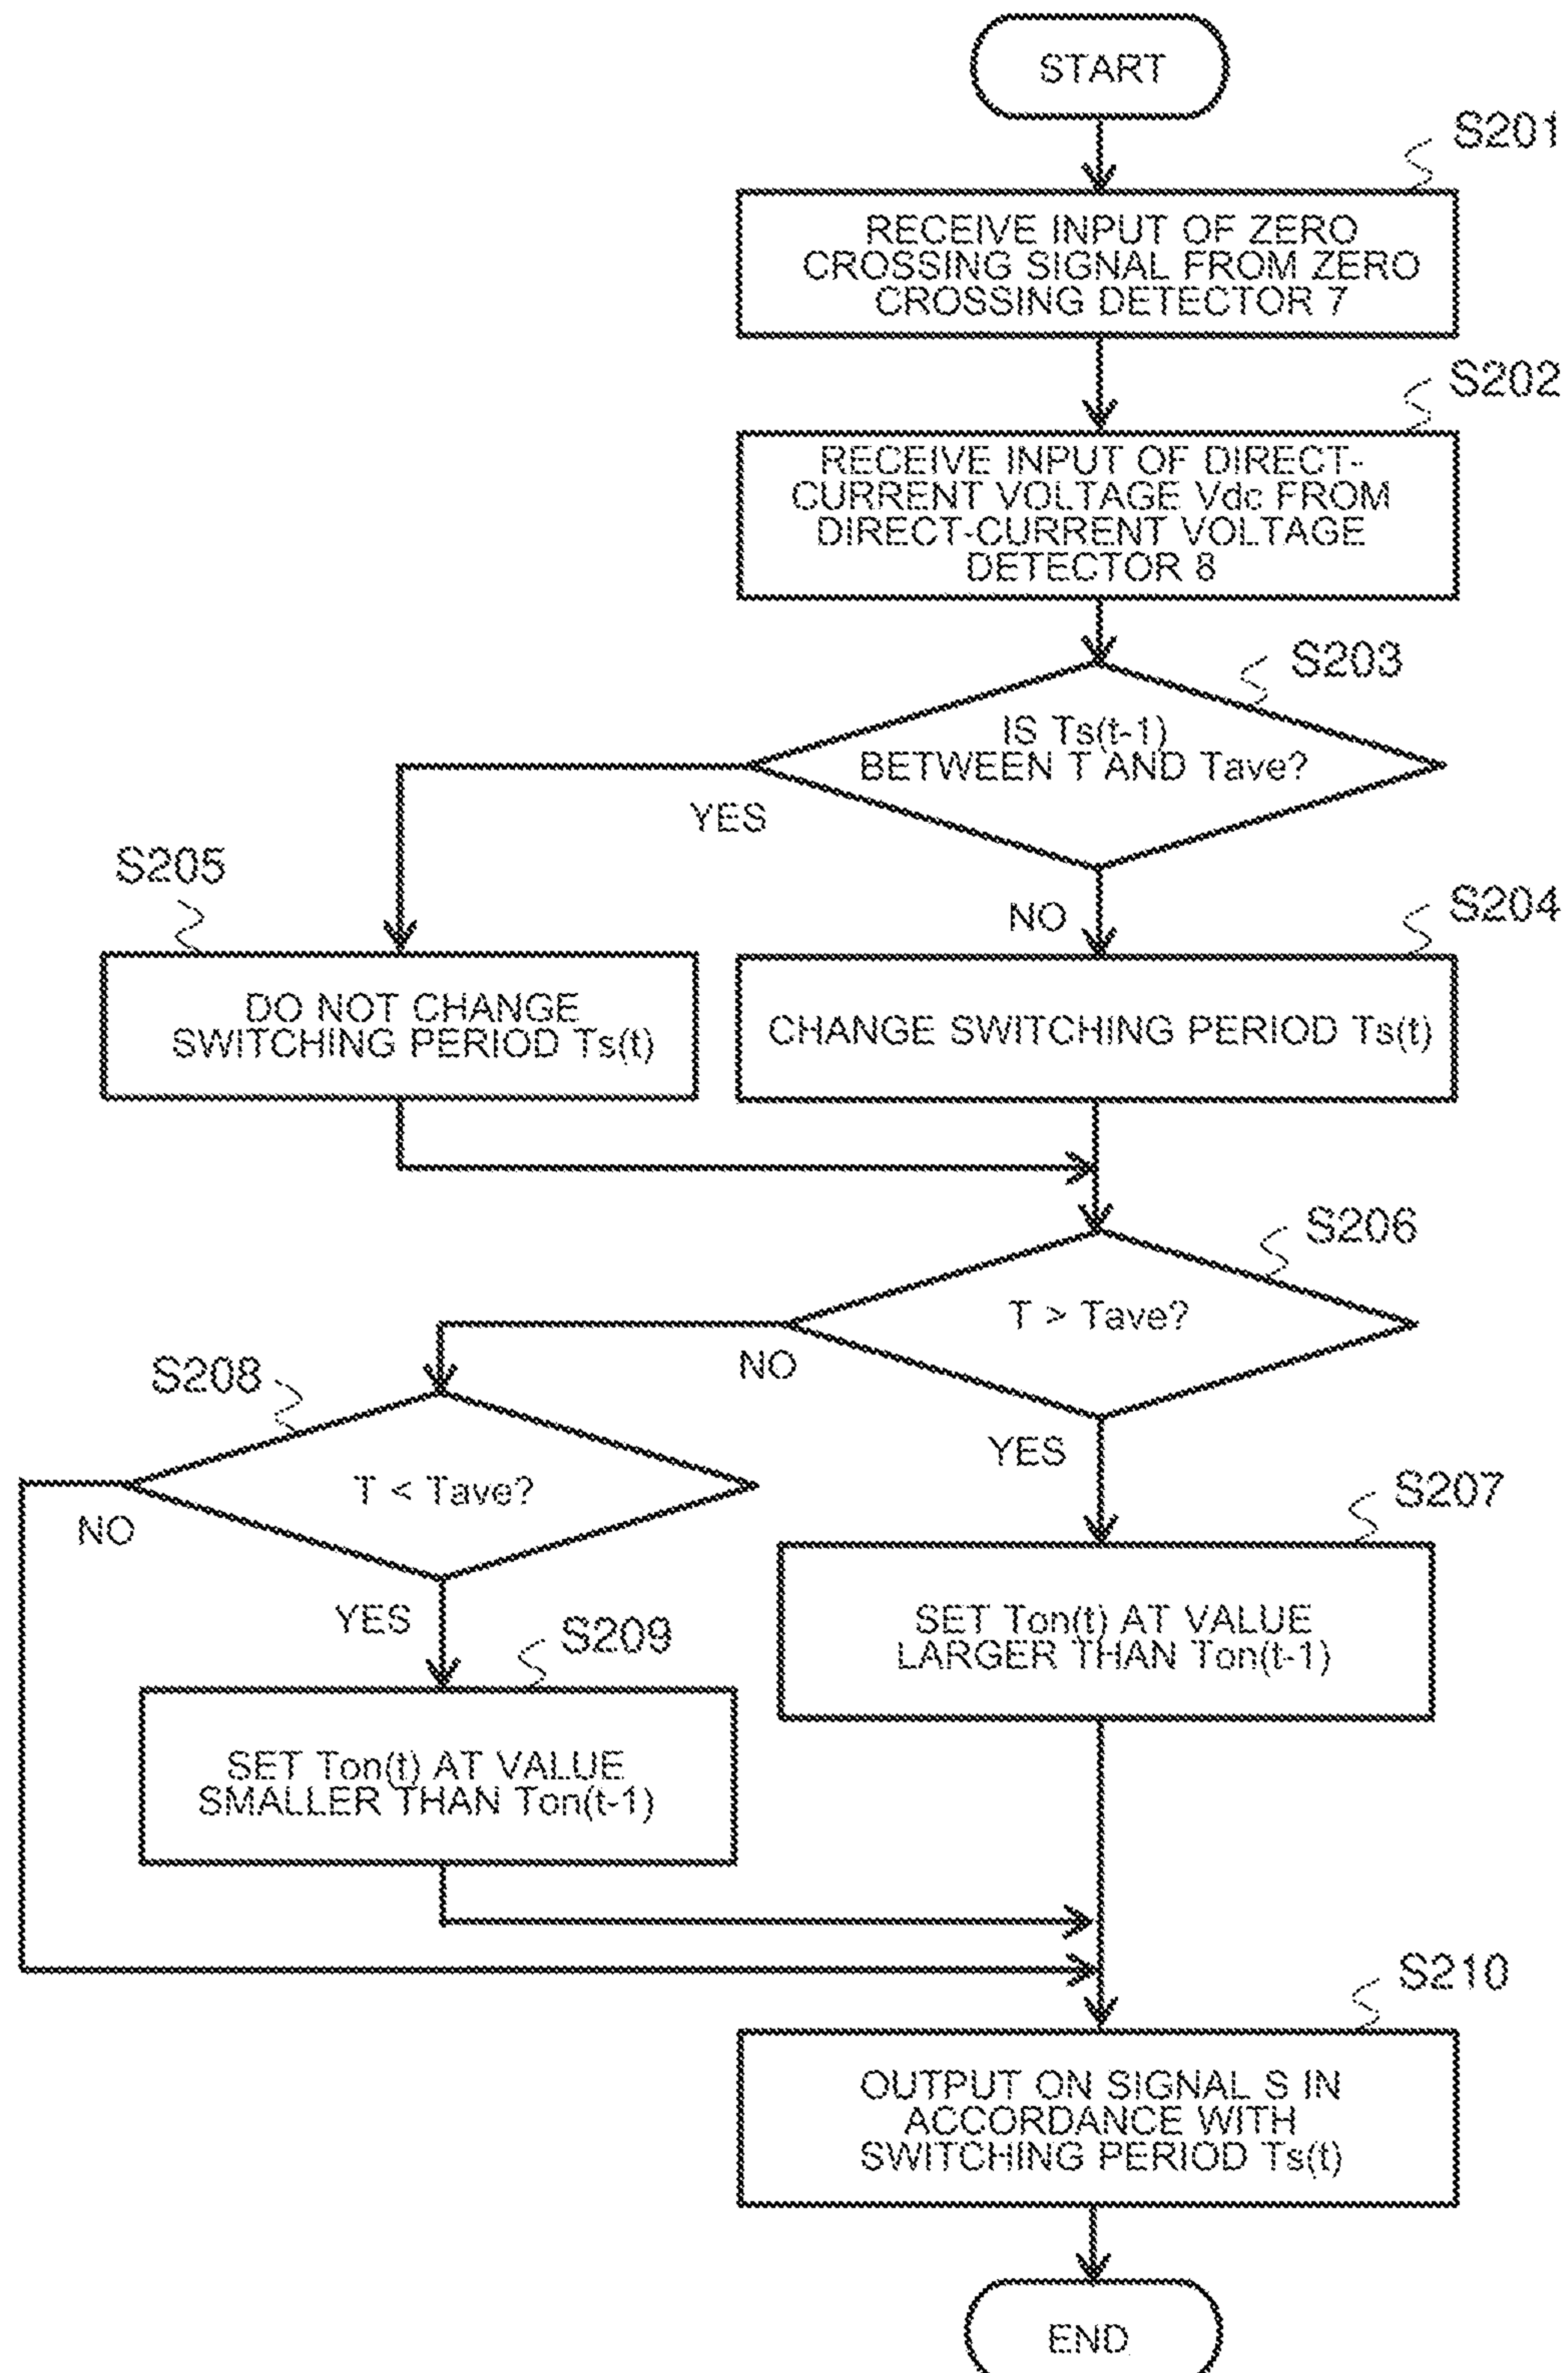 START
S201
RECEIVE INPUT OF ZERO
CROSSING SIGNAL FROM ZERO
CROSSING DETECTOR 7
S202
RECEIVE INPUT OF DIRECT-
CURRENT VOLTAGE Vdc FROM
DIRECT-CURRENT VOLTAGE
DETECTOR 8
S203
IS Ts(t-1)
BETWEEN T AND Tave?
YES
NO
S205
DO NOT CHANGE
SWITCHING PERIOD Ts(t)
S204
CHANGE SWITCHING PERIOD Ts(t)
S206
T > Tave?
NO
YES
S208
T < Tave?
NO
YES
S207
SET Ton(t) AT VALUE
LARGER THAN Ton(t-1)
S209
SET Ton(t) AT VALUE
SMALLER THAN Ton(t-1)
S210
OUTPUT ON SIGNAL S IN
ACCORDANCE WITH
SWITCHING PERIOD Ts(t)
END